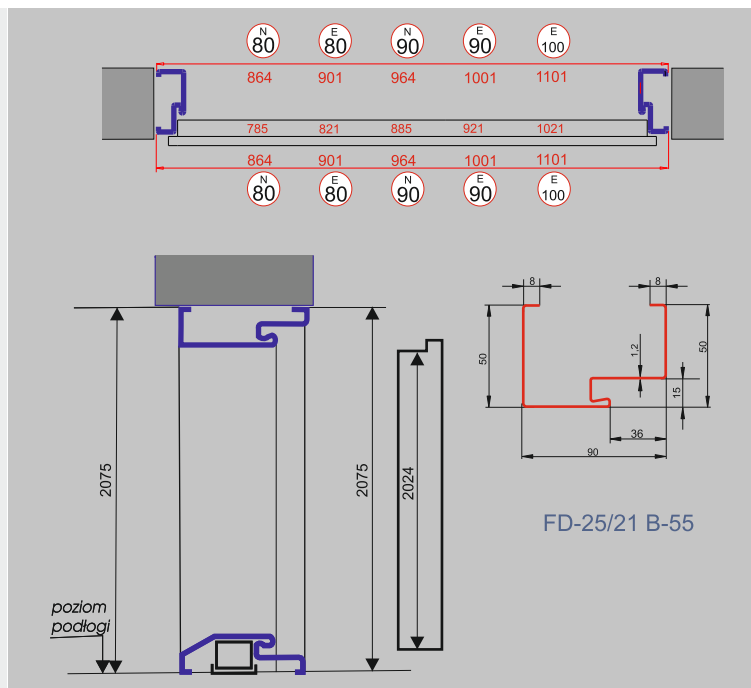 N 80 E 80 N 90 E 90 E 100
864 901 964 1001 1101
785 821 885 921 1021
864 901 964 1001 1101
N 80 E 80 N 90 E 90 E 100
8 8
50 1,2 50
15
36
90
2075 2075 2024
FD-25/21 B-55
poziom
podłogi